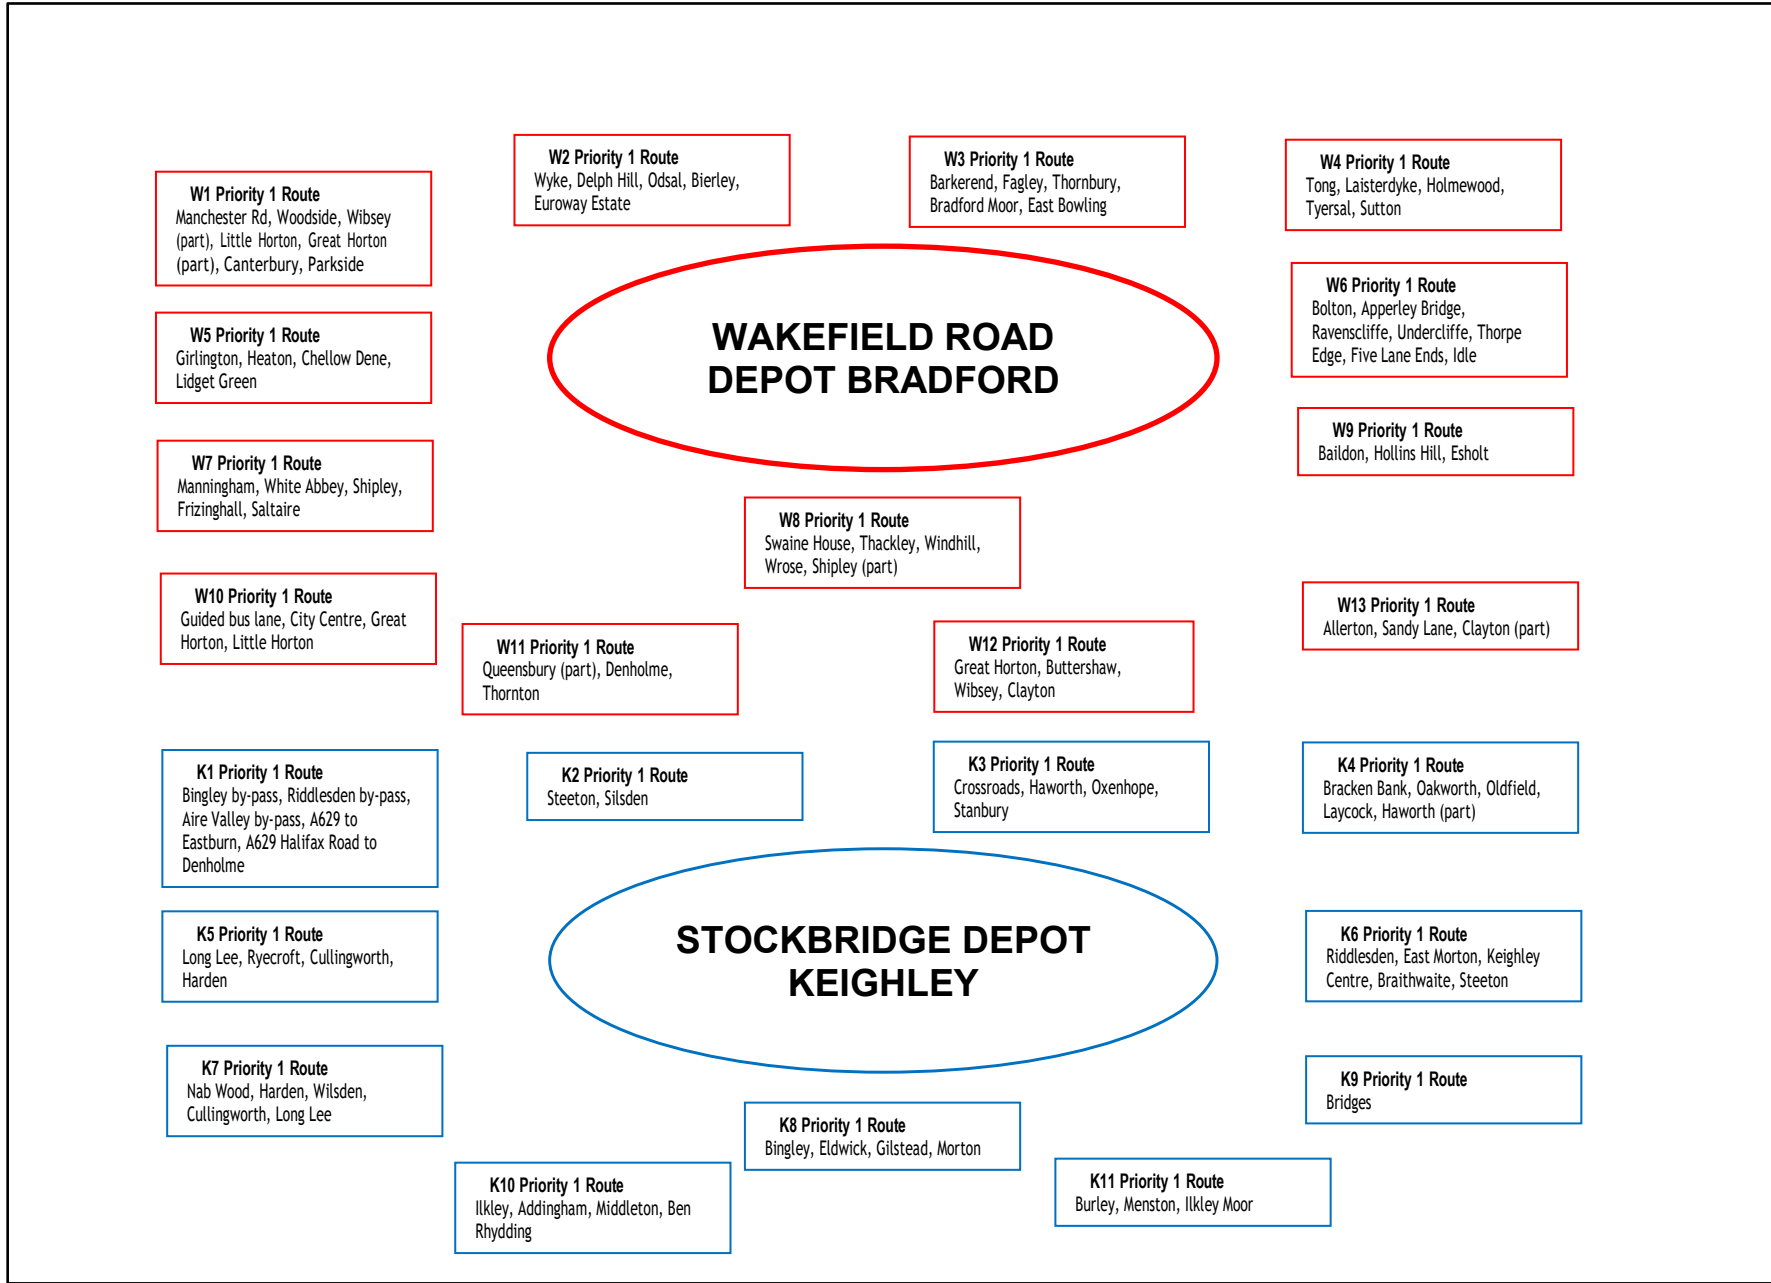 W2 Priority 1 Route
Wyke, Delph Hill, Odsal, Bierley,
Euroway Estate
W3 Priority 1 Route
Barkerend, Fagley, Thornbury,
Bradford Moor, East Bowling
W4 Priority 1 Route
Tong, Laisterdyke, Holmewood,
Tyersal, Sutton
W1 Priority 1 Route
Manchester Rd, Woodside, Wibsey
(part), Little Horton, Great Horton
(part), Canterbury, Parkside
W6 Priority 1 Route
Bolton, Apperley Bridge,
Ravenscliffe, Undercliffe, Thorpe
Edge, Five Lane Ends, Idle
W5 Priority 1 Route
Girlington, Heaton, Chellow Dene,
Lidget Green
WAKEFIELD ROAD
DEPOT BRADFORD
W9 Priority 1 Route
Baildon, Hollins Hill, Esholt
W7 Priority 1 Route
Manningham, White Abbey, Shipley,
Frizinghall, Saltaire
W8 Priority 1 Route
Swaine House, Thackley, Windhill,
Wrose, Shipley (part)
W10 Priority 1 Route
Guided bus lane, City Centre, Great
Horton, Little Horton
W13 Priority 1 Route
Allerton, Sandy Lane, Clayton (part)
W11 Priority 1 Route
Queensbury (part), Denholme,
Thornton
W12 Priority 1 Route
Great Horton, Buttershaw,
Wibsey, Clayton
K1 Priority 1 Route
Bingley by-pass, Riddlesden by-pass,
Aire Valley by-pass, A629 to
Eastburn, A629 Halifax Road to
Denholme
K2 Priority 1 Route
Steeton, Silsden
K3 Priority 1 Route
Crossroads, Haworth, Oxenhope,
Stanbury
K4 Priority 1 Route
Bracken Bank, Oakworth, Oldfield,
Laycock, Haworth (part)
K5 Priority 1 Route
Long Lee, Ryecroft, Cullingworth,
Harden
STOCKBRIDGE DEPOT
KEIGHLEY
K6 Priority 1 Route
Riddlesden, East Morton, Keighley
Centre, Braithwaite, Steeton
K7 Priority 1 Route
Nab Wood, Harden, Wilsden,
Cullingworth, Long Lee
K9 Priority 1 Route
Bridges
K8 Priority 1 Route
Bingley, Eldwick, Gilstead, Morton
K10 Priority 1 Route
Ilkley, Addingham, Middleton, Ben
Rhydding
K11 Priority 1 Route
Burley, Menston, Ilkley Moor